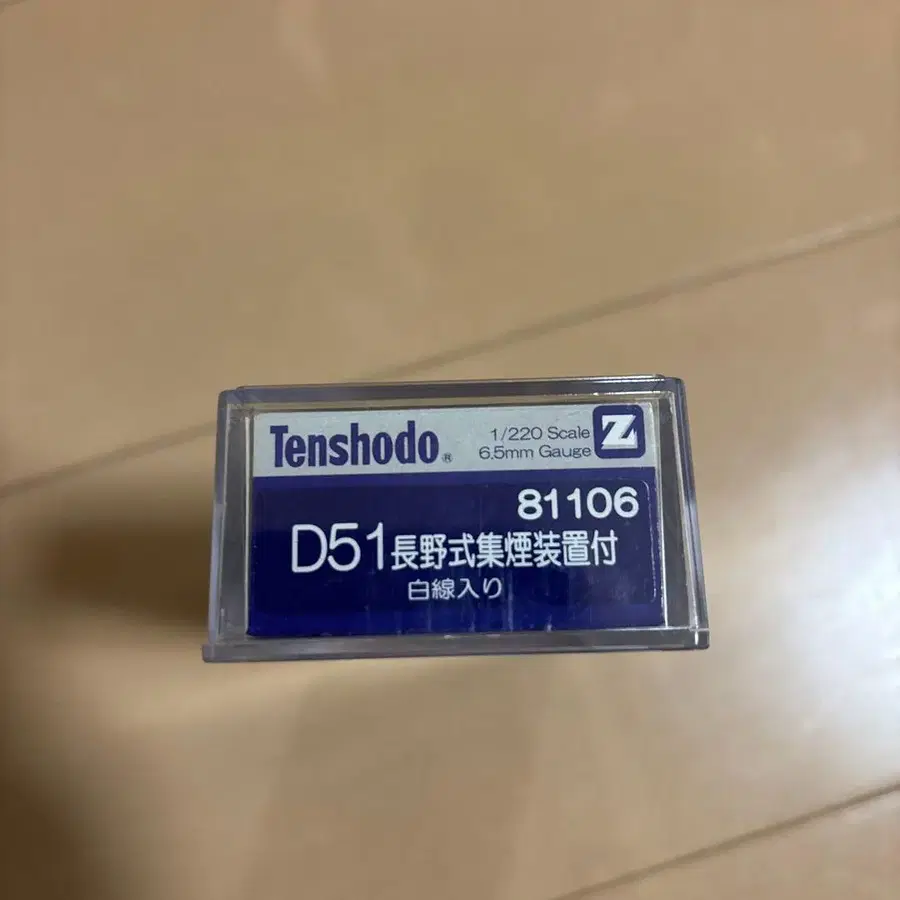 Tenshodo®
1/220 Scale
6.5mm Gauge
Z
81106
D51長野式集煙装置付
白線入り